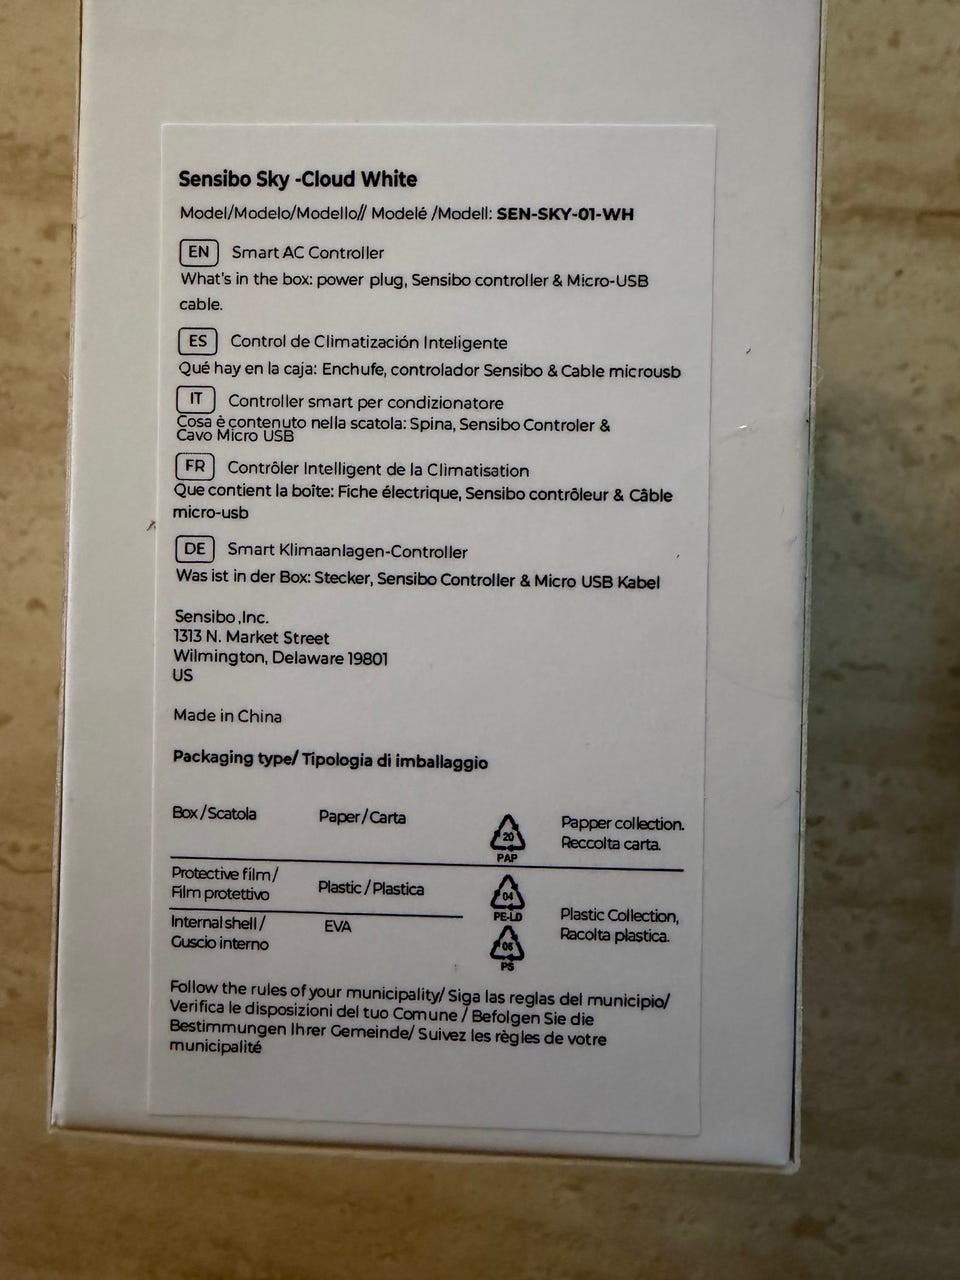 Sensibo Sky -Cloud White
Model/Modelo/Modello// Modelé /Modell: SEN-SKY-01-WH
EN Smart AC Controller
What's in the box: power plug, Sensibo controller & Micro-USB
cable.
ES Control de Climatización Inteligente
Qué hay en la caja: Enchufe, controlador Sensibo & Cable microusb
IT Controller smart per condizionatore
Cosa è contenuto nella scatola: Spina, Sensibo Controler &
Cavo Micro USB
FR Contrôler Intelligent de la Climatisation
Que contient la boîte: Fiche électrique, Sensibo contrôleur & Câble
micro-usb
DE Smart Klimaanlagen-Controller
Was ist in der Box: Stecker, Sensibo Controller & Micro USB Kabel
Sensibo ,Inc.
1313 N. Market Street
Wilmington, Delaware 19801
US
Made in China
Packaging type/ Tipologia di imballaggio
Box/Scatola Paper/Carta 20 PAP Papper collection.
Reccolta carta.
Protective film/
Film protettivo Plastic/Plastica 04 PE-LD
Internal shell/
Guscio interno EVA 06 PS
Plastic Collection,
Racolta plastica.
Follow the rules of your municipality/ Siga las reglas del municipio/
Verifica le disposizioni del tuo Comune / Befolgen Sie die
Bestimmungen Ihrer Gemeinde/ Suivez les règles de votre
municipalité